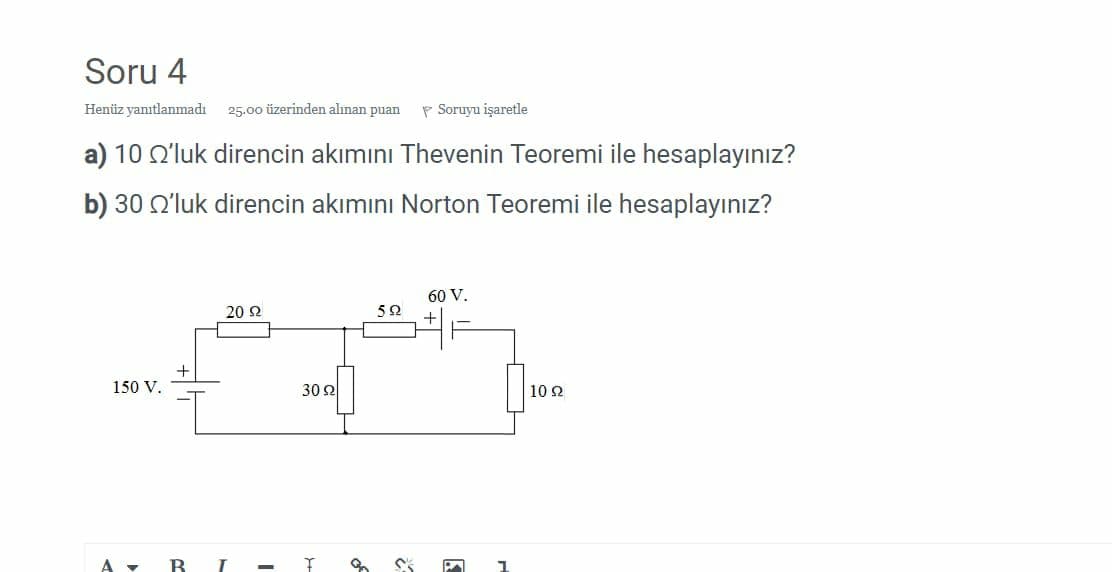 Soru 4
Henüz yanıtlanmadı 25.00 üzerinden alınan puan Soruyu işaretle
a) 10 Ω'luk direncin akımını Thevenin Teoremi ile hesaplayınız?
b) 30 Ω'luk direncin akımını Norton Teoremi ile hesaplayınız?
60 V.
20 Ω 5 Ω + −
+
150 V. 30 Ω 10 Ω
−
A B I